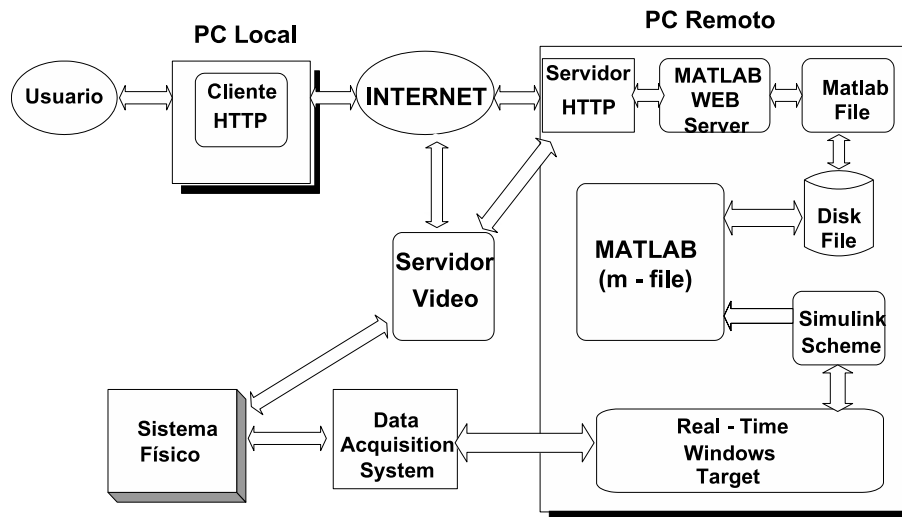 PC Local
PC Remoto
Usuario
Cliente
HTTP
INTERNET
Servidor
HTTP
MATLAB
WEB
Server
Matlab
File
Disk
File
MATLAB
(m - file)
Servidor
Video
Simulink
Scheme
Sistema
Físico
Data
Acquisition
System
Real - Time
Windows
Target